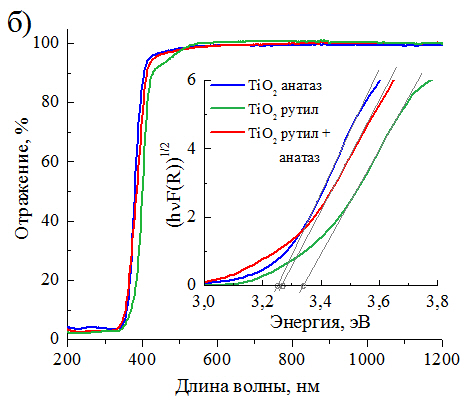 б)
Отражение, %
100
80
60
40
20
0
200 400 600 800 1000 1200
Длина волны, нм
TiO₂ анатаз
TiO₂ рутил
TiO₂ рутил +
анатаз
(hνF(R))^1/2
6
4
2
0
3,0 3,2 3,4 3,6 3,8
Энергия, эВ